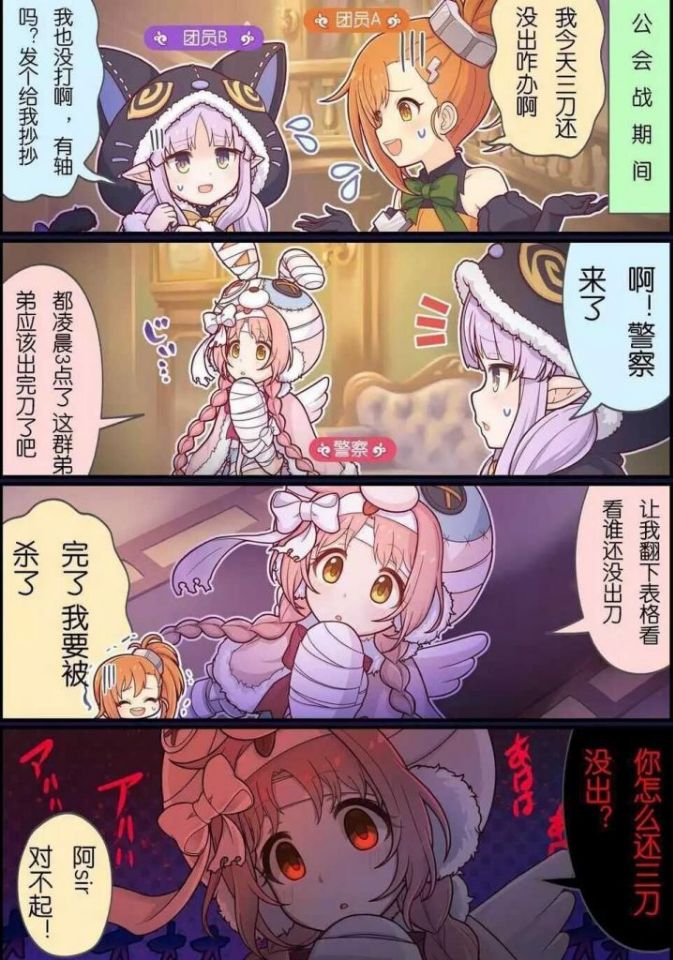 公会战期间
团员A
团员B
我今天三刀还
没出咋办啊
我也没打啊，有轴
吗？发个给我抄抄
啊！警察
来了
警察
都凌晨3点了 这群弟
弟应该出完刀了吧
じぃ…
让我翻下表格看
看谁还没出刀
完了 我要被
杀了
你怎么还三刀
没出？
阿sir
对不起！